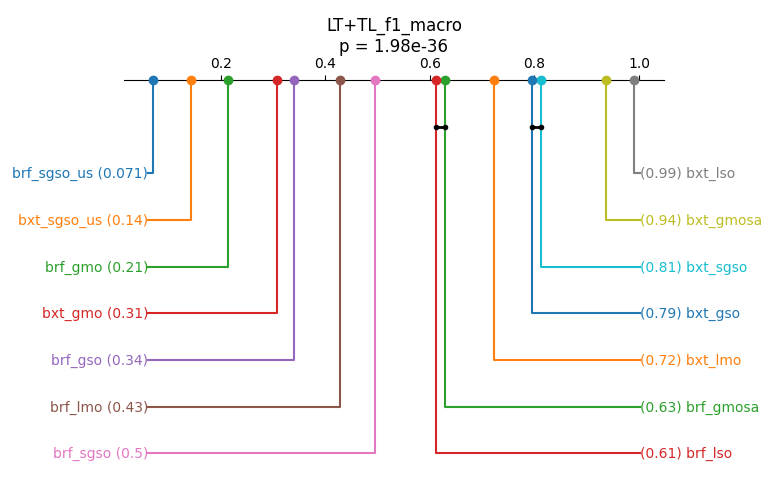 LT+TL_f1_macro
p = 1.98e-36
0.2 0.4 0.6 0.8 1.0
brf_sgso_us (0.071) (0.99) bxt_lso
bxt_sgso_us (0.14) (0.94) bxt_gmosa
brf_gmo (0.21) (0.81) bxt_sgso
bxt_gmo (0.31) (0.79) bxt_gso
brf_gso (0.34) (0.72) bxt_lmo
brf_lmo (0.43) (0.63) brf_gmosa
brf_sgso (0.5) (0.61) brf_lso